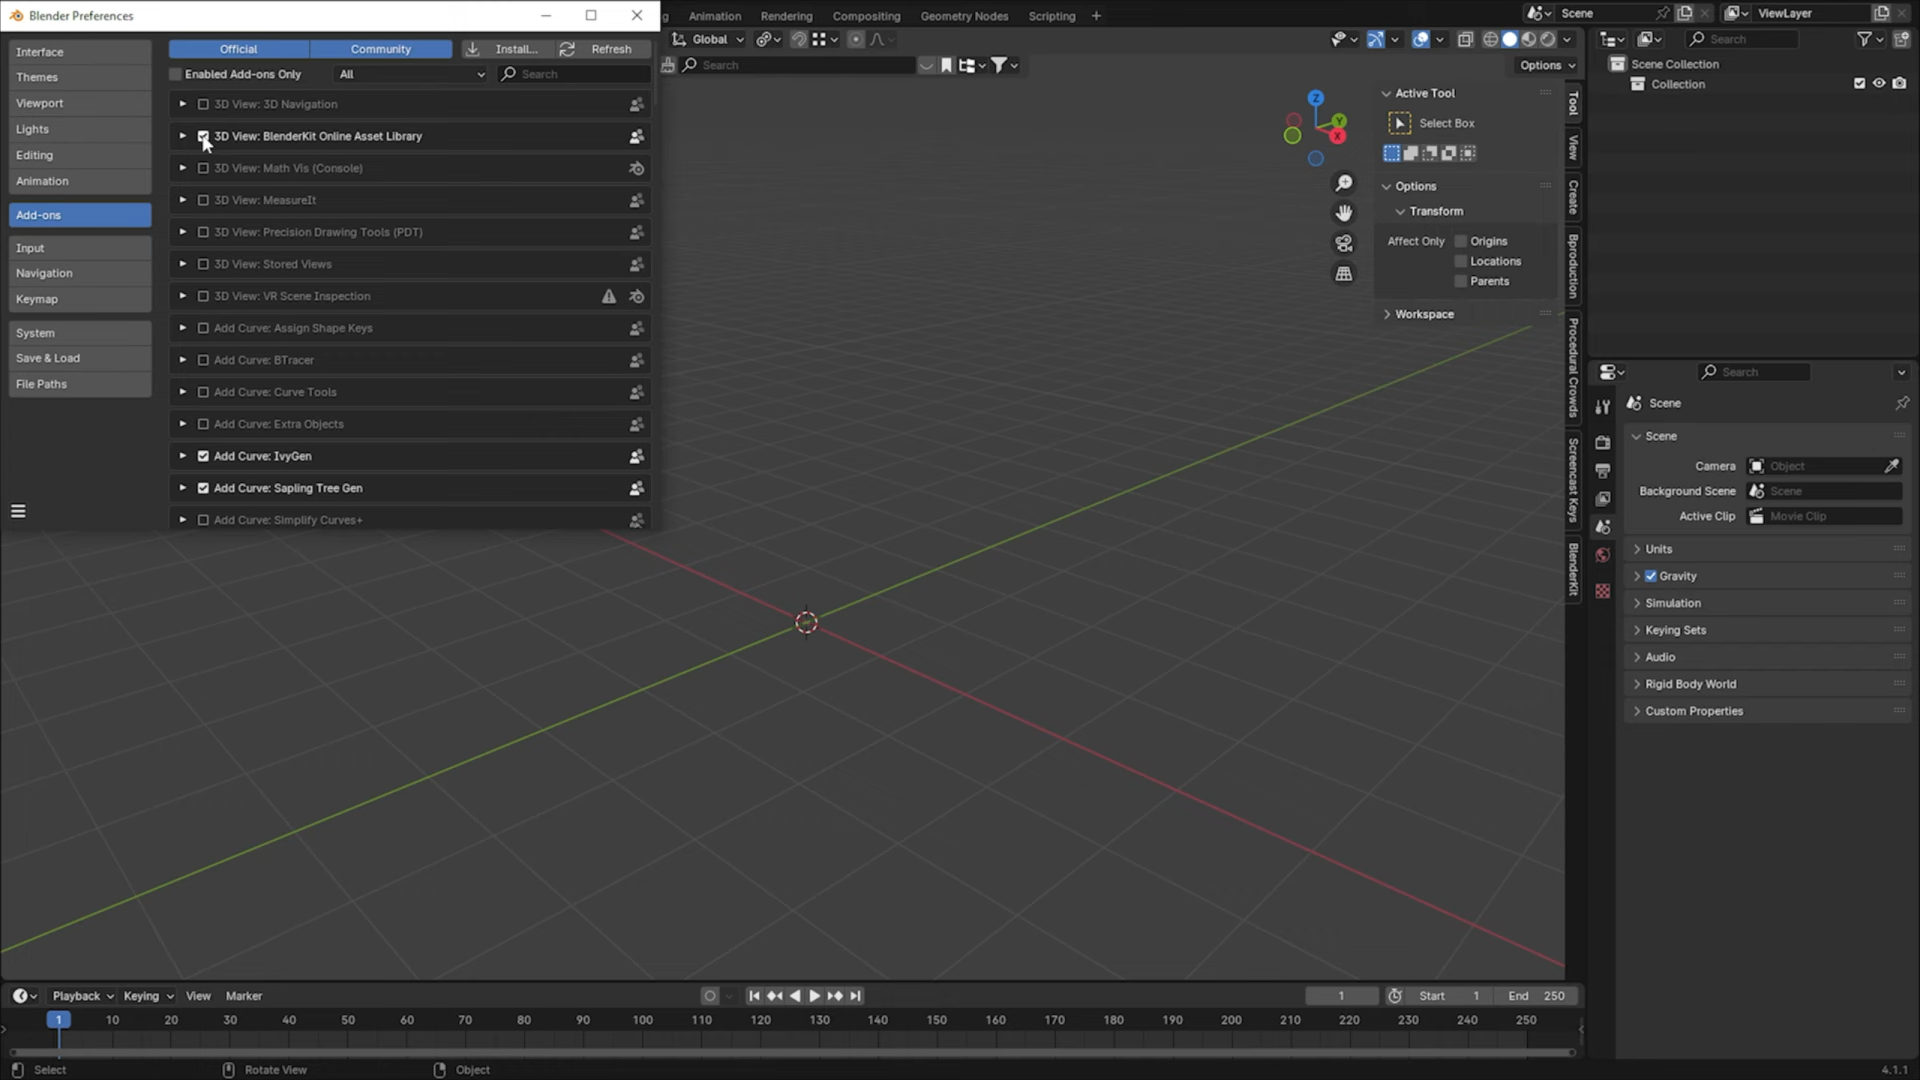 Blender Preferences
g Animation Rendering Compositing Geometry Nodes Scripting +
Scene
ViewLayer
Interface
Themes
Viewport
Lights
Editing
Animation
Add-ons
Input
Navigation
Keymap
System
Save & Load
File Paths
Official Community Install... Refresh
Enabled Add-ons Only All Search
3D View: 3D Navigation
3D View: BlenderKit Online Asset Library
3D View: Math Vis (Console)
3D View: MeasureIt
3D View: Precision Drawing Tools (PDT)
3D View: Stored Views
3D View: VR Scene Inspection
Add Curve: Assign Shape Keys
Add Curve: BTracer
Add Curve: Curve Tools
Add Curve: Extra Objects
Add Curve: IvyGen
Add Curve: Sapling Tree Gen
Add Curve: Simplify Curves+
Global
Search
Options
Z
Y
X
Active Tool
Select Box
Options
Transform
Affect Only Origins
Locations
Parents
Workspace
Tool
View
Create
Bproduction
Procedural Crowds
Screencast Keys
BlenderKit
Search
Scene Collection
Collection
Search
Scene
Scene
Camera Object
Background Scene Scene
Active Clip Movie Clip
Units
Gravity
Simulation
Keying Sets
Audio
Rigid Body World
Custom Properties
Playback Keying View Marker 1 Start 1 End 250
1 10 20 30 40 50 60 70 80 90 100 110 120 130 140 150 160 170 180 190 200 210 220 230 240 250
Select Rotate View Object 4.1.1